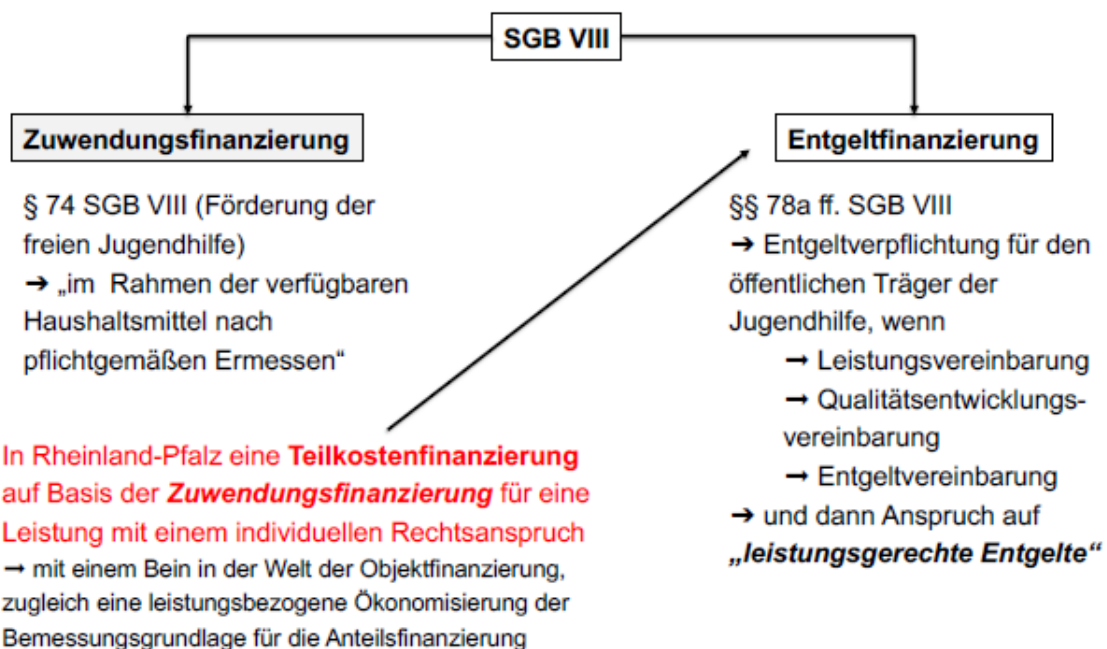 SGB VIII
Zuwendungsfinanzierung
§ 74 SGB VIII (Förderung der
freien Jugendhilfe)
➔ „im Rahmen der verfügbaren
Haushaltsmittel nach
pflichtgemäßen Ermessen“
In Rheinland-Pfalz eine Teilkostenfinanzierung
auf Basis der Zuwendungsfinanzierung für eine
Leistung mit einem individuellen Rechtsanspruch
→ mit einem Bein in der Welt der Objektfinanzierung,
zugleich eine leistungsbezogene Ökonomisierung der
Bemessungsgrundlage für die Anteilsfinanzierung
Entgeltfinanzierung
§§ 78a ff. SGB VIII
➔ Entgeltverpflichtung für den
öffentlichen Träger der
Jugendhilfe, wenn
→ Leistungsvereinbarung
→ Qualitätsentwicklungs-
vereinbarung
→ Entgeltvereinbarung
➔ und dann Anspruch auf
„leistungsgerechte Entgelte“